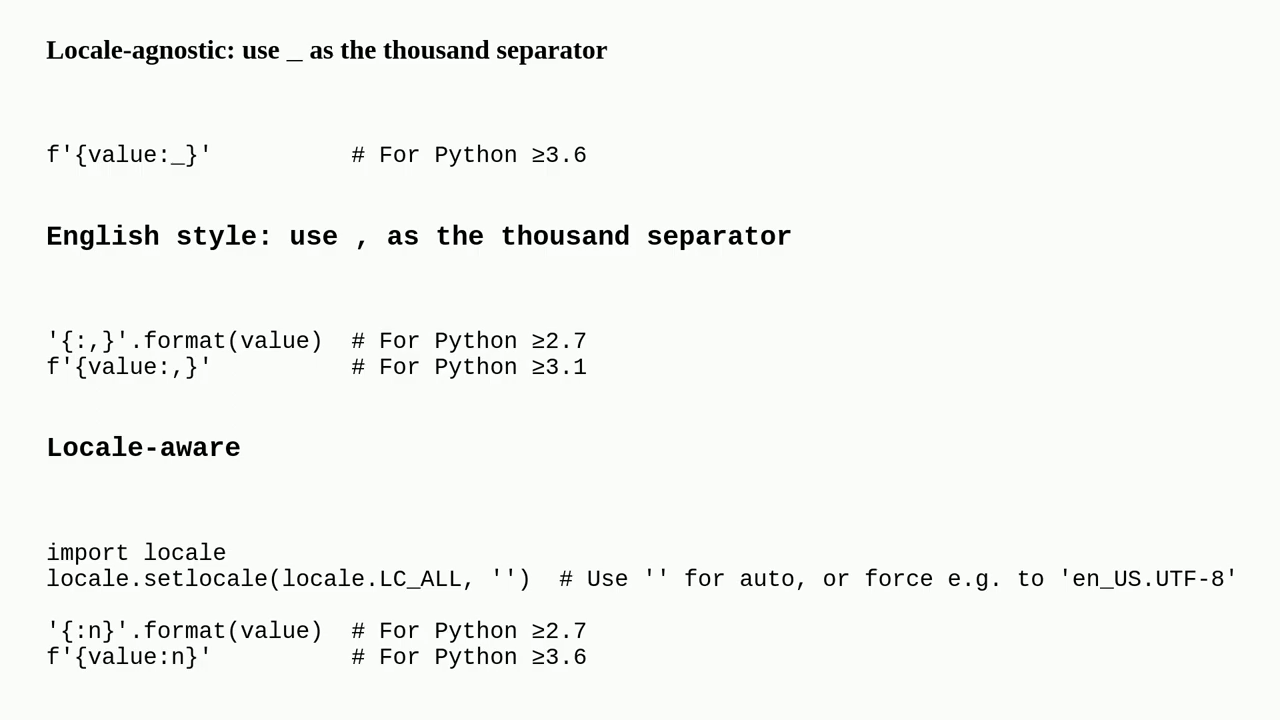 Locale-agnostic: use _ as the thousand separator
f'{value:_}'          # For Python ≥3.6
English style: use , as the thousand separator
'{:,}'.format(value)  # For Python ≥2.7
f'{value:,}'          # For Python ≥3.1
Locale-aware
import locale
locale.setlocale(locale.LC_ALL, '')  # Use '' for auto, or force e.g. to 'en_US.UTF-8'
'{:n}'.format(value)  # For Python ≥2.7
f'{value:n}'          # For Python ≥3.6